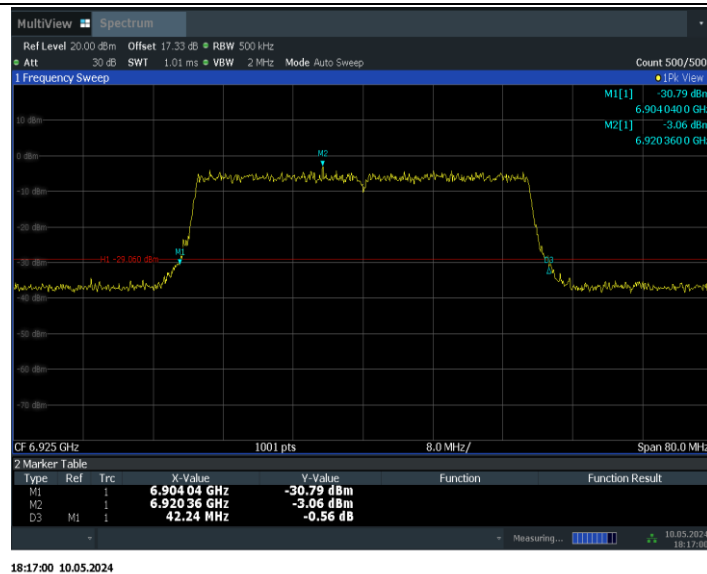 MultiView Spectrum
Ref Level 20.00 dBm Offset 17.33 dB RBW 500 kHz
Att 30 dB SWT 1.01 ms VBW 2 MHz Mode Auto Sweep Count 500/500
1 Frequency Sweep 1Pk View
M1[1] -30.79 dBm
6.904 040 0 GHz
M2[1] -3.06 dBm
6.920 360 0 GHz
10 dBm
0 dBm
M2
-10 dBm
-20 dBm
M1
H1 -29.060 dBm
D3
-30 dBm
-40 dBm
-50 dBm
-60 dBm
-70 dBm
CF 6.925 GHz 1001 pts 8.0 MHz/ Span 80.0 MHz
2 Marker Table
Type Ref Trc X-Value Y-Value Function Function Result
M1 1 6.904 04 GHz -30.79 dBm
M2 1 6.920 36 GHz -3.06 dBm
D3 M1 1 42.24 MHz -0.56 dB
Measuring... 10.05.2024
18:17:00
18:17:00 10.05.2024